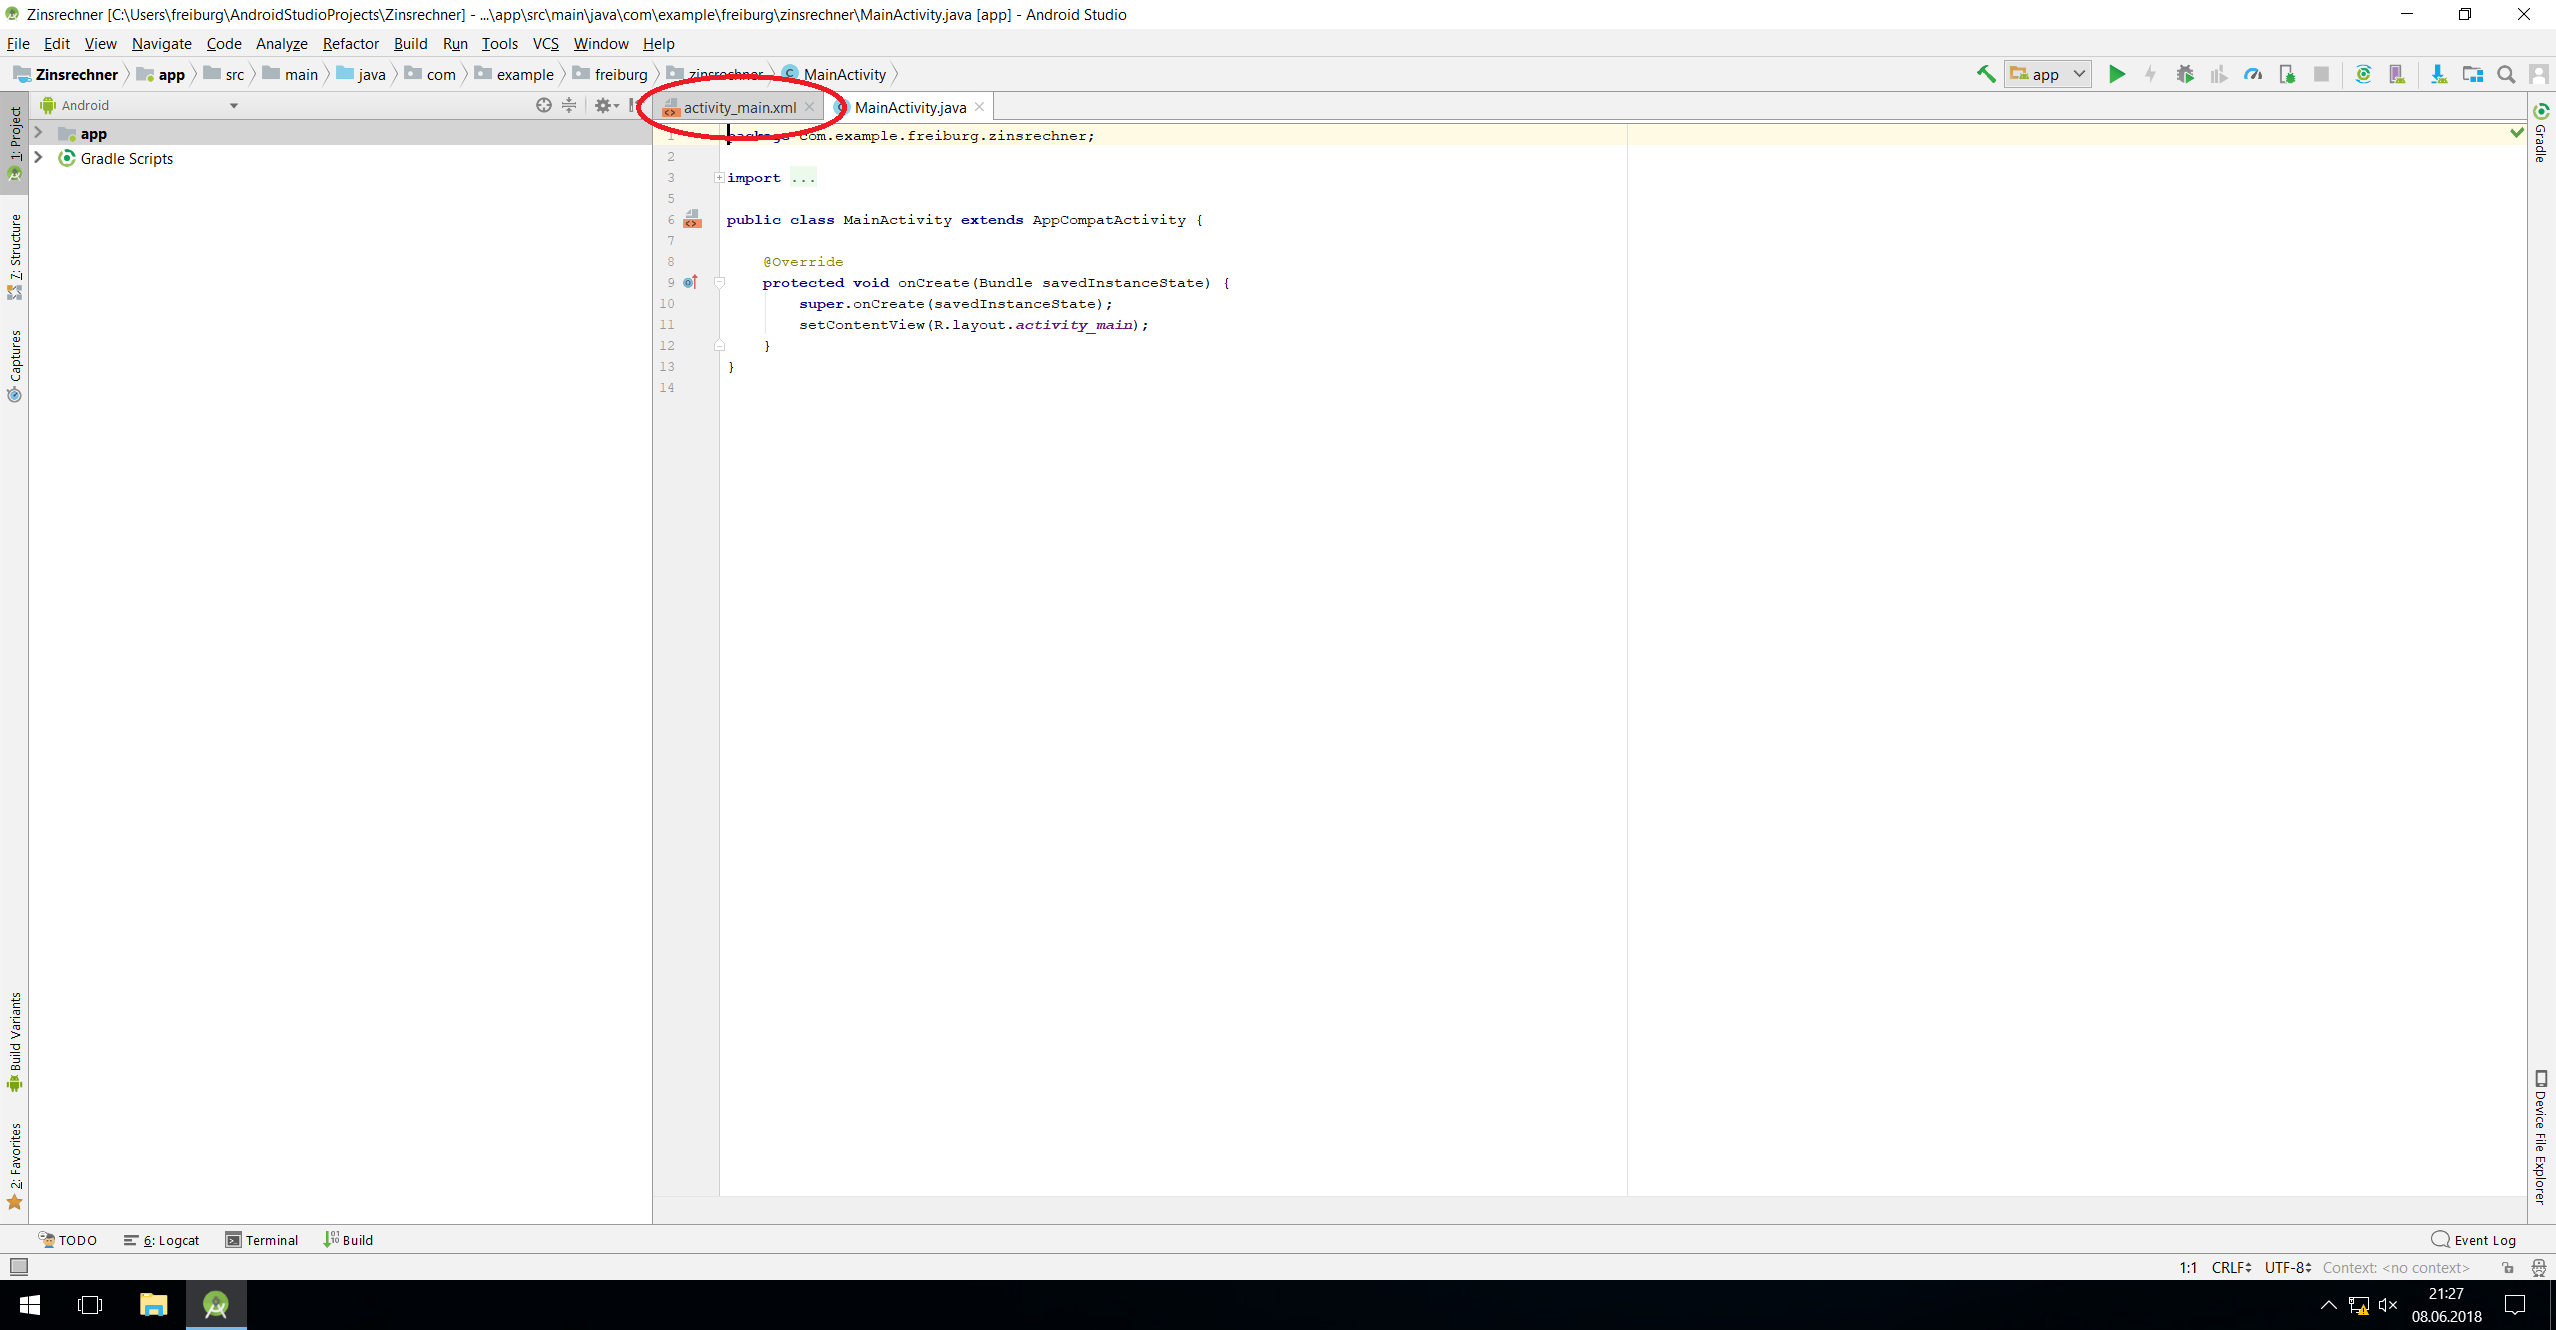 Zinsrechner [C:\Users\freiburg\AndroidStudioProjects\Zinsrechner] - ...\app\src\main\java\com\example\freiburg\zinsrechner\MainActivity.java [app] - Android Studio
File Edit View Navigate Code Analyze Refactor Build Run Tools VCS Window Help
Zinsrechner app src main java com example freiburg zinsrechner MainActivity
app
Android
activity_main.xml MainActivity.java
app
Gradle Scripts
1: Project
7: Structure
Captures
Build Variants
2: Favorites
1 package com.example.freiburg.zinsrechner;
2
3 import ...
5
6 public class MainActivity extends AppCompatActivity {
7
8 @Override
9 protected void onCreate(Bundle savedInstanceState) {
10 super.onCreate(savedInstanceState);
11 setContentView(R.layout.activity_main);
12 }
13 }
14
Gradle
Device File Explorer
TODO 6: Logcat Terminal Build Event Log
1:1 CRLF UTF-8 Context: <no context>
21:27
08.06.2018